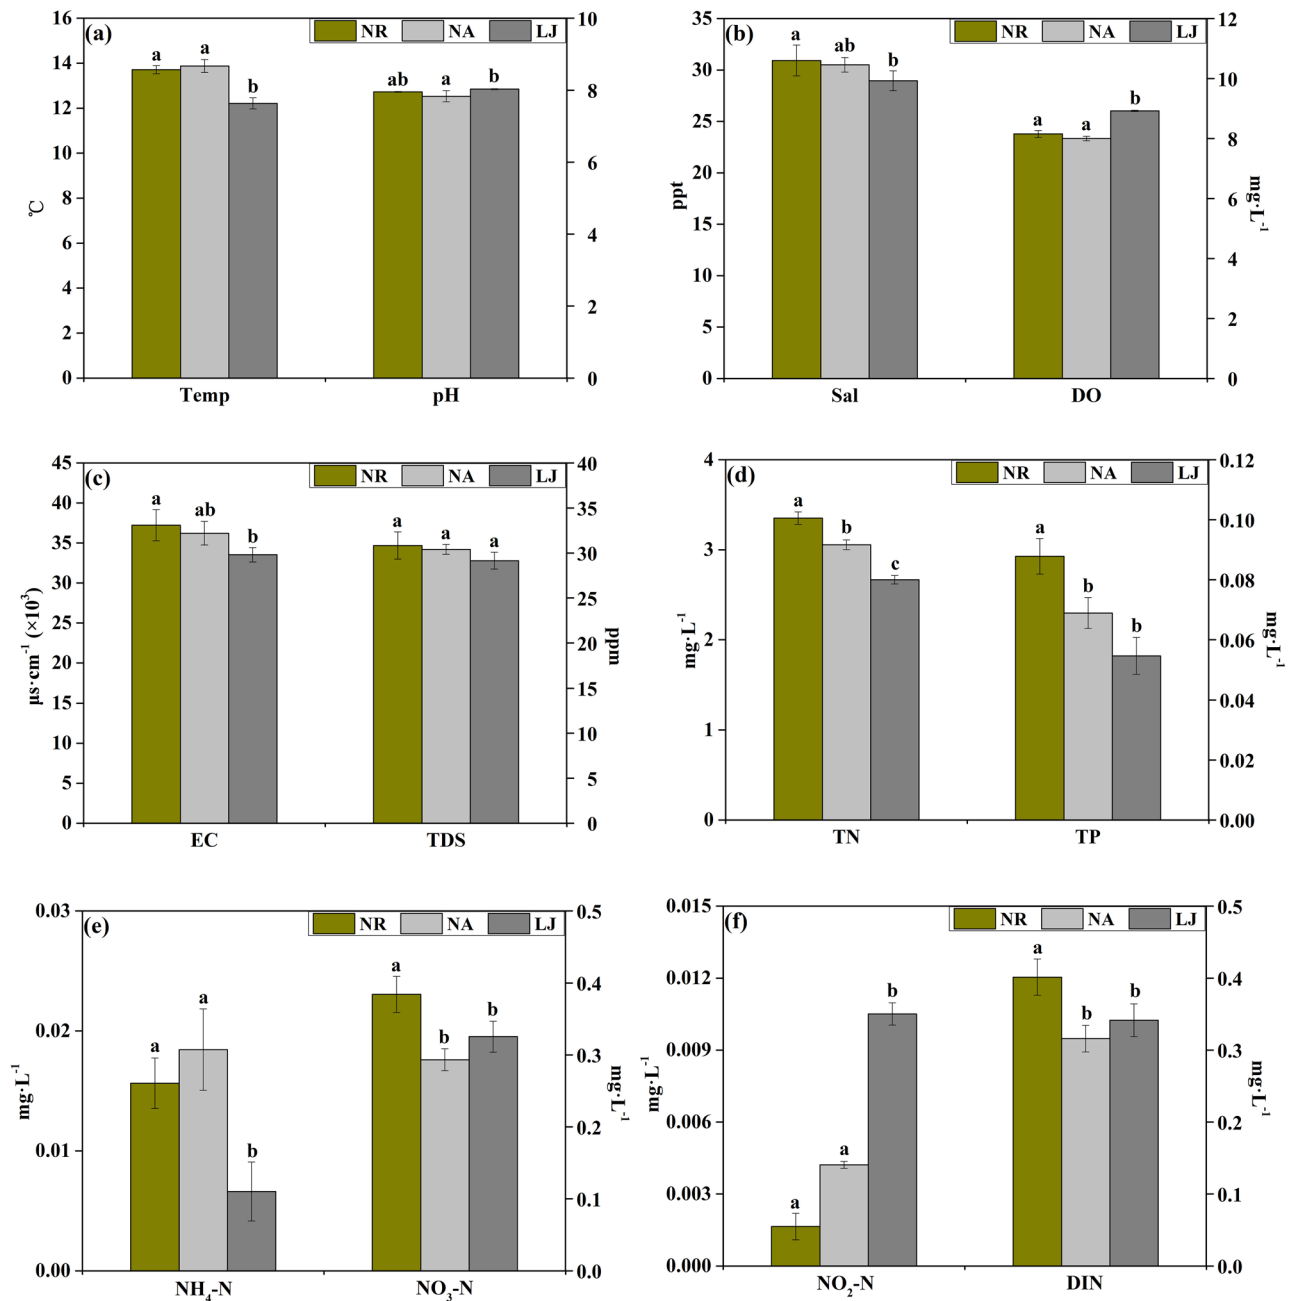 (a)
NR NA LJ
16
14
12
10
8
6
4
2
0
℃
a a b
ab a b
10
8
6
4
2
0
Temp pH
(b)
NR NA LJ
35
30
25
20
15
10
5
0
ppt
a ab b
a a b
12
10
8
6
4
2
0
mg·L⁻¹
Sal DO
(c)
NR NA LJ
45
40
35
30
25
20
15
10
5
0
µs·cm⁻¹ (×10³)
a ab b
a a a
40
35
30
25
20
15
10
5
0
ppm
EC TDS
(d)
NR NA LJ
4
3
2
1
0
mg·L⁻¹
a b c
a b b
0.12
0.10
0.08
0.06
0.04
0.02
0.00
mg·L⁻¹
TN TP
(e)
NR NA LJ
0.03
0.02
0.01
0.00
mg·L⁻¹
a a b
a b b
0.5
0.4
0.3
0.2
0.1
0.0
mg·L⁻¹
NH₄-N NO₃-N
(f)
NR NA LJ
0.015
0.012
0.009
0.006
0.003
0.000
mg·L⁻¹
a a b
a b b
0.5
0.4
0.3
0.2
0.1
0.0
mg·L⁻¹
NO₂-N DIN